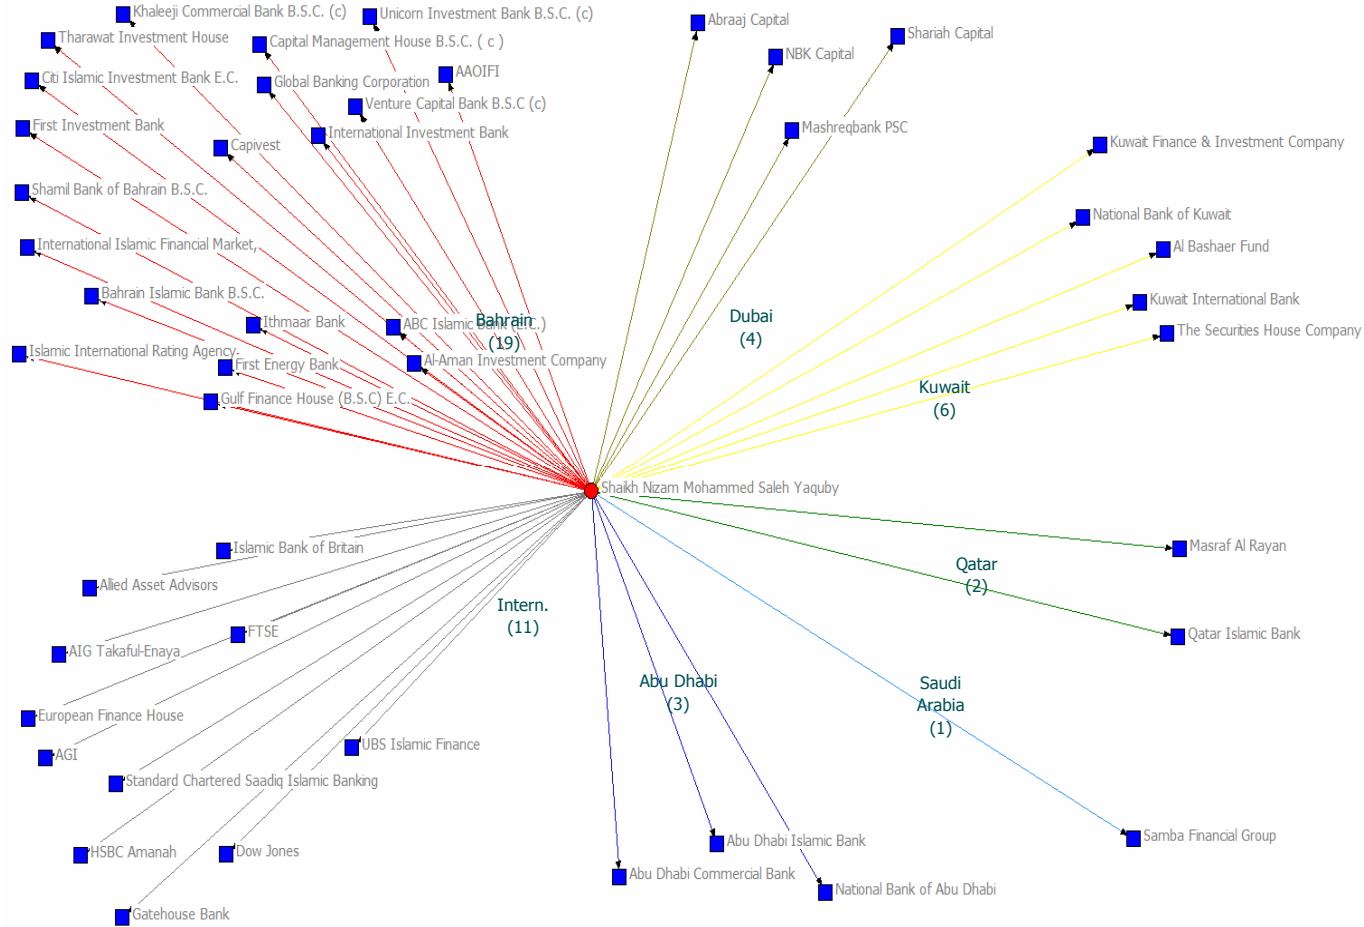 Khaleeji Commercial Bank B.S.C. (c)
Unicorn Investment Bank B.S.C. (c)
Abraaj Capital
Shariah Capital
Tharawat Investment House
Capital Management House B.S.C. ( c )
NBK Capital
Citi Islamic Investment Bank E.C.
Global Banking Corporation
AAOIFI
Venture Capital Bank B.S.C (c)
First Investment Bank
International Investment Bank
Mashreqbank PSC
Capivest
Kuwait Finance & Investment Company
Shamil Bank of Bahrain B.S.C.
National Bank of Kuwait
International Islamic Financial Market,
Al Bashaer Fund
Bahrain Islamic Bank B.S.C.
Kuwait International Bank
Ithmaar Bank
ABC Islamic Bank (E.C.)
Bahrain
(19)
Dubai
(4)
The Securities House Company
Islamic International Rating Agency
First Energy Bank
Al-Aman Investment Company
Kuwait
(6)
Gulf Finance House (B.S.C) E.C.
Shaikh Nizam Mohammed Saleh Yaquby
Islamic Bank of Britain
Masraf Al Rayan
Allied Asset Advisors
Qatar
(2)
Intern.
(11)
FTSE
Qatar Islamic Bank
AIG Takaful-Enaya
Abu Dhabi
(3)
Saudi
Arabia
(1)
European Finance House
UBS Islamic Finance
AGI
Standard Chartered Saadiq Islamic Banking
Samba Financial Group
HSBC Amanah
Dow Jones
Abu Dhabi Islamic Bank
Abu Dhabi Commercial Bank
National Bank of Abu Dhabi
Gatehouse Bank